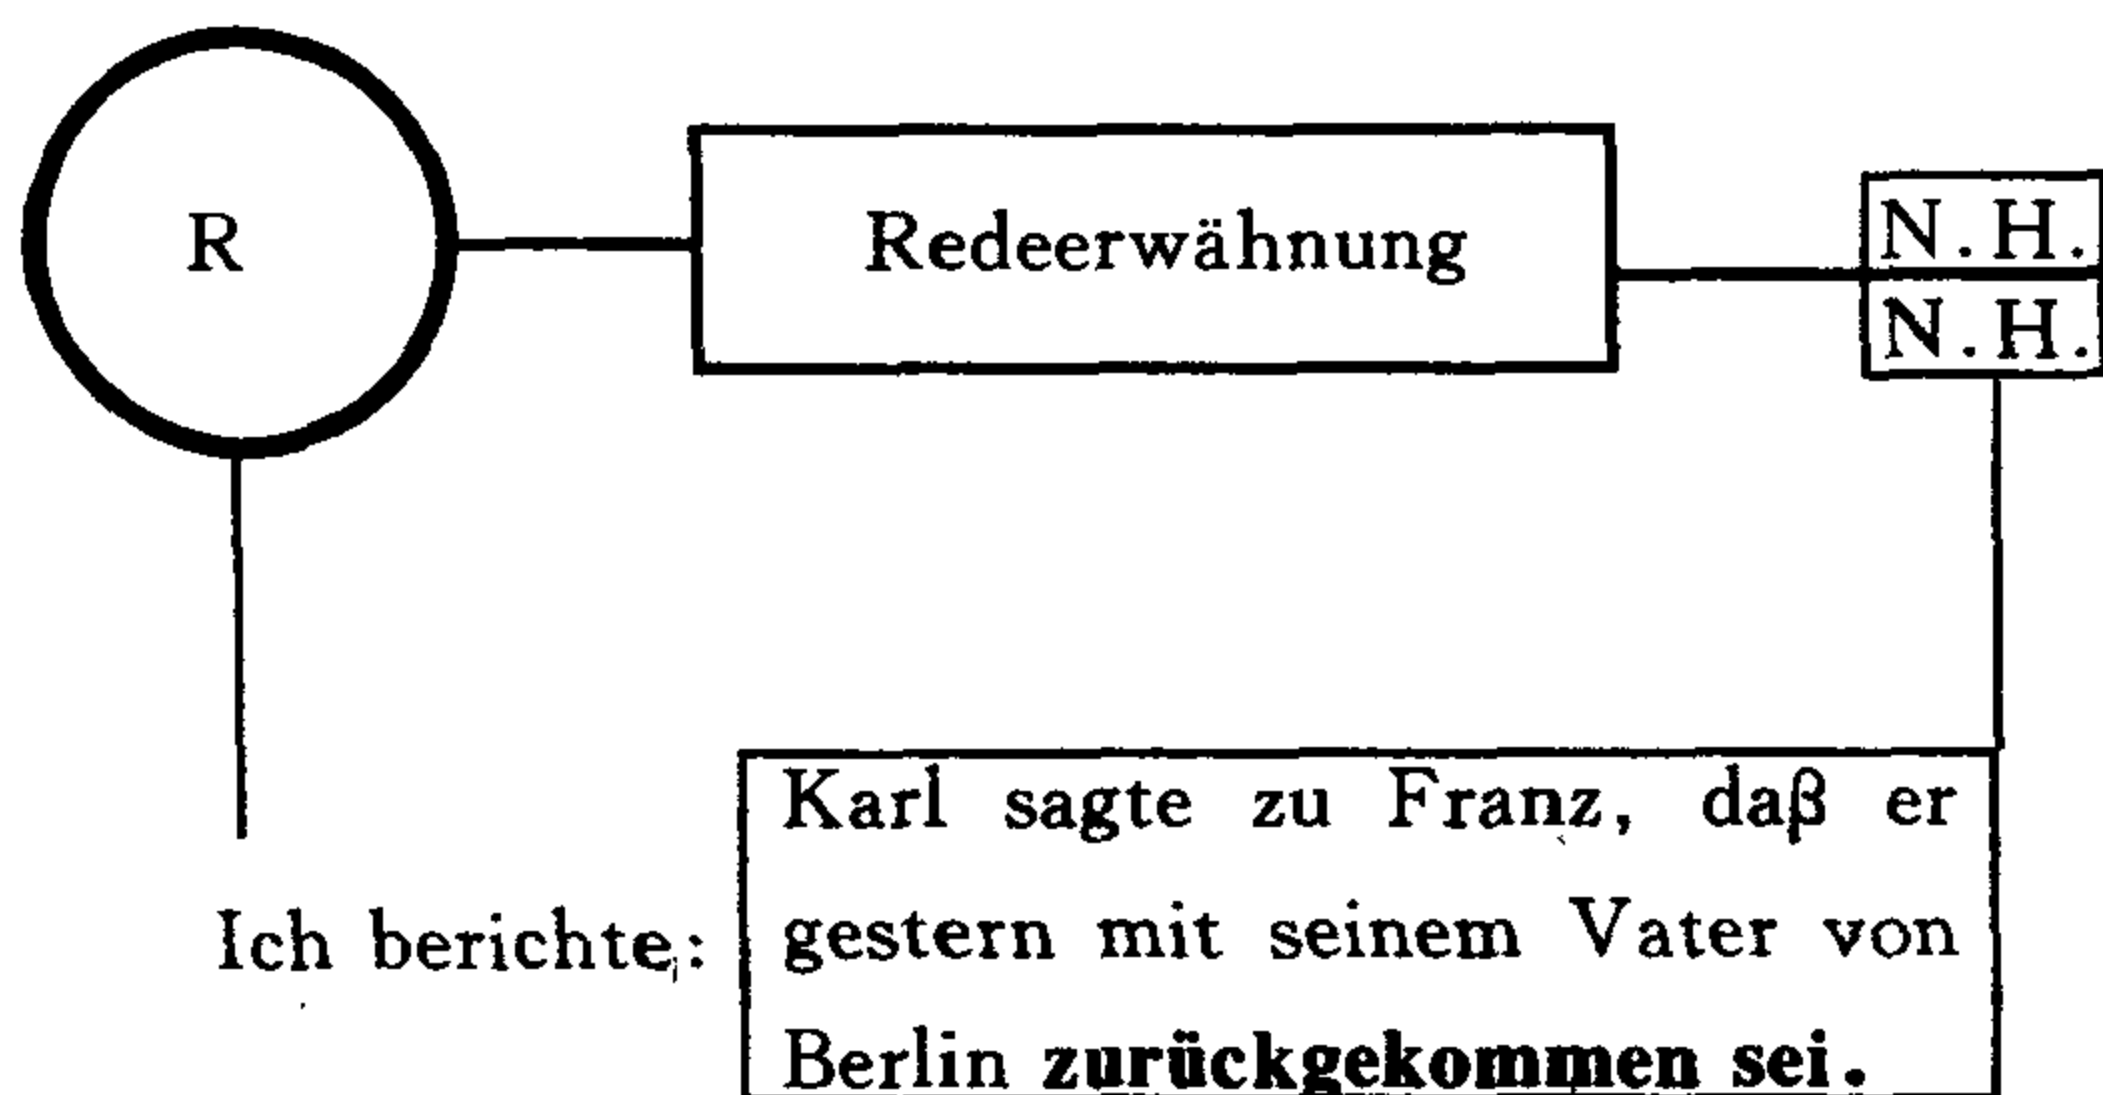 R
Redeerwähnung
N.H.
N.H.
Ich berichte:
Karl sagte zu Franz, daß er
gestern mit seinem Vater von
Berlin zurückgekommen sei.